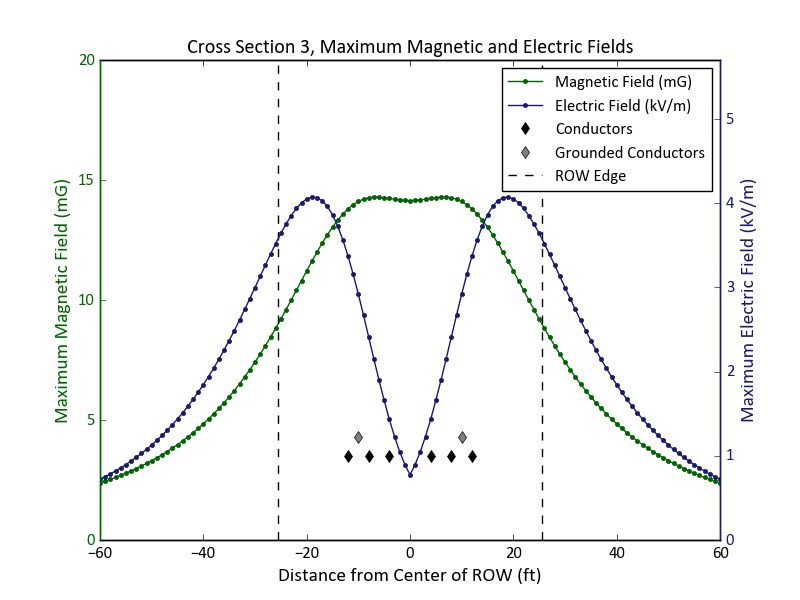 Cross Section 3, Maximum Magnetic and Electric Fields
Magnetic Field (mG)
Electric Field (kV/m)
Conductors
Grounded Conductors
ROW Edge
Maximum Magnetic Field (mG)
20
15
10
5
0
Maximum Electric Field (kV/m)
5
4
3
2
1
0
−60 −40 −20 0 20 40 60
Distance from Center of ROW (ft)